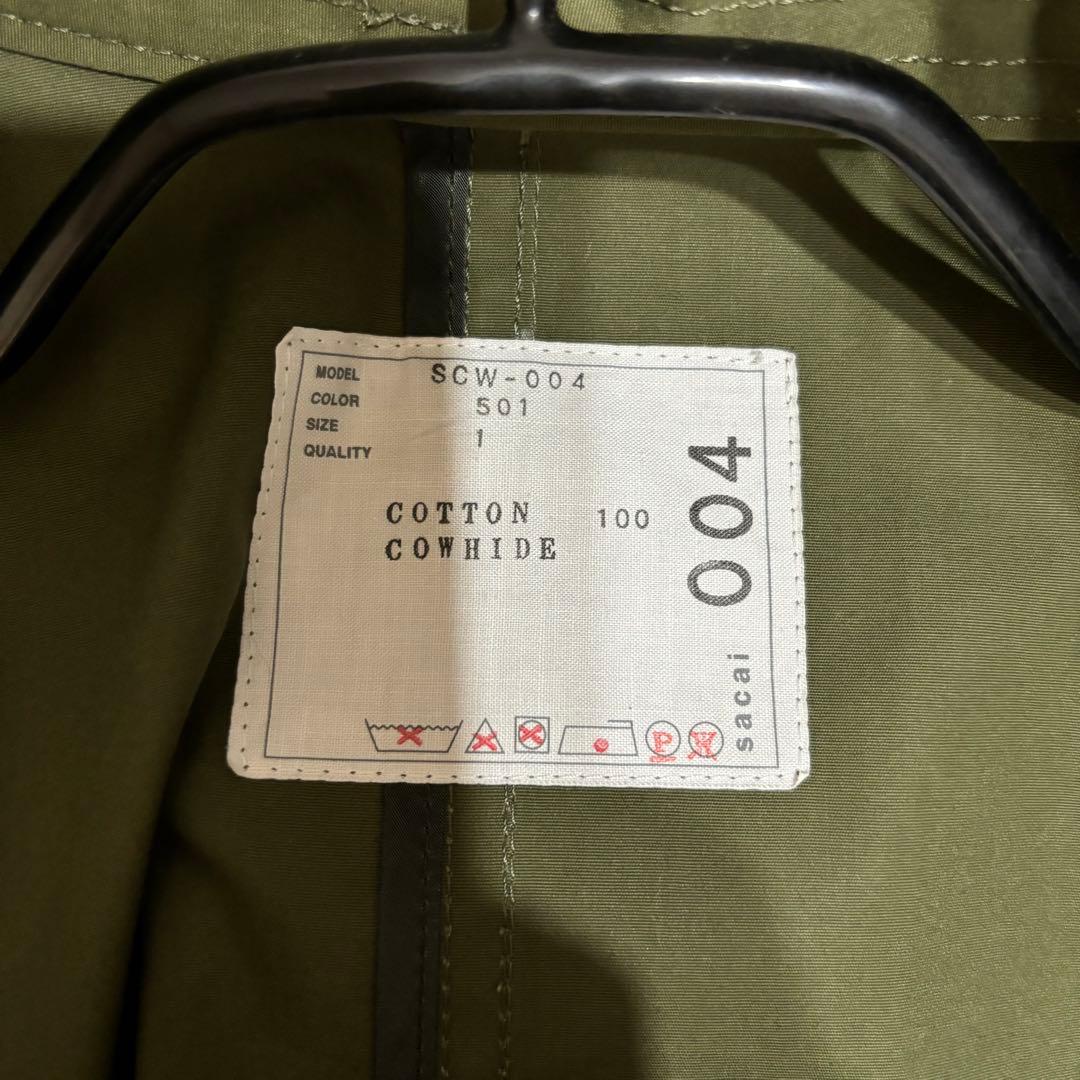 MODEL SCW-004
COLOR 501
SIZE 1
QUALITY
COTTON 100
COWHIDE
sacai 004
P
W